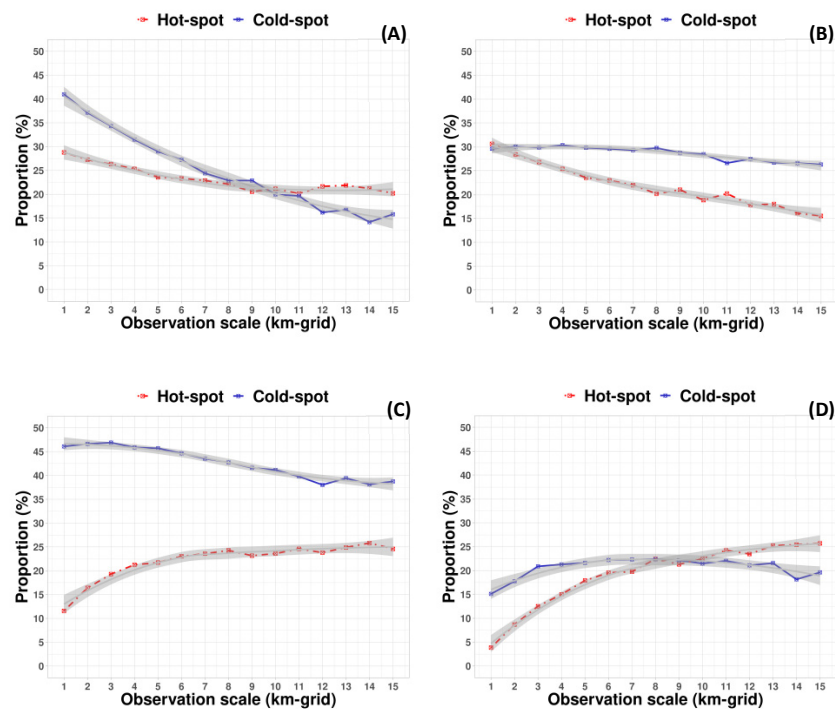 Hot-spot Cold-spot (A)
50
45
40
35
30
25
20
15
10
5
0
Proportion (%)
1 2 3 4 5 6 7 8 9 10 11 12 13 14 15
Observation scale (km-grid)
Hot-spot Cold-spot (B)
50
45
40
35
30
25
20
15
10
5
0
Proportion (%)
1 2 3 4 5 6 7 8 9 10 11 12 13 14 15
Observation scale (km-grid)
Hot-spot Cold-spot (C)
50
45
40
35
30
25
20
15
10
5
0
Proportion (%)
1 2 3 4 5 6 7 8 9 10 11 12 13 14 15
Observation scale (km-grid)
Hot-spot Cold-spot (D)
50
45
40
35
30
25
20
15
10
5
0
Proportion (%)
1 2 3 4 5 6 7 8 9 10 11 12 13 14 15
Observation scale (km-grid)